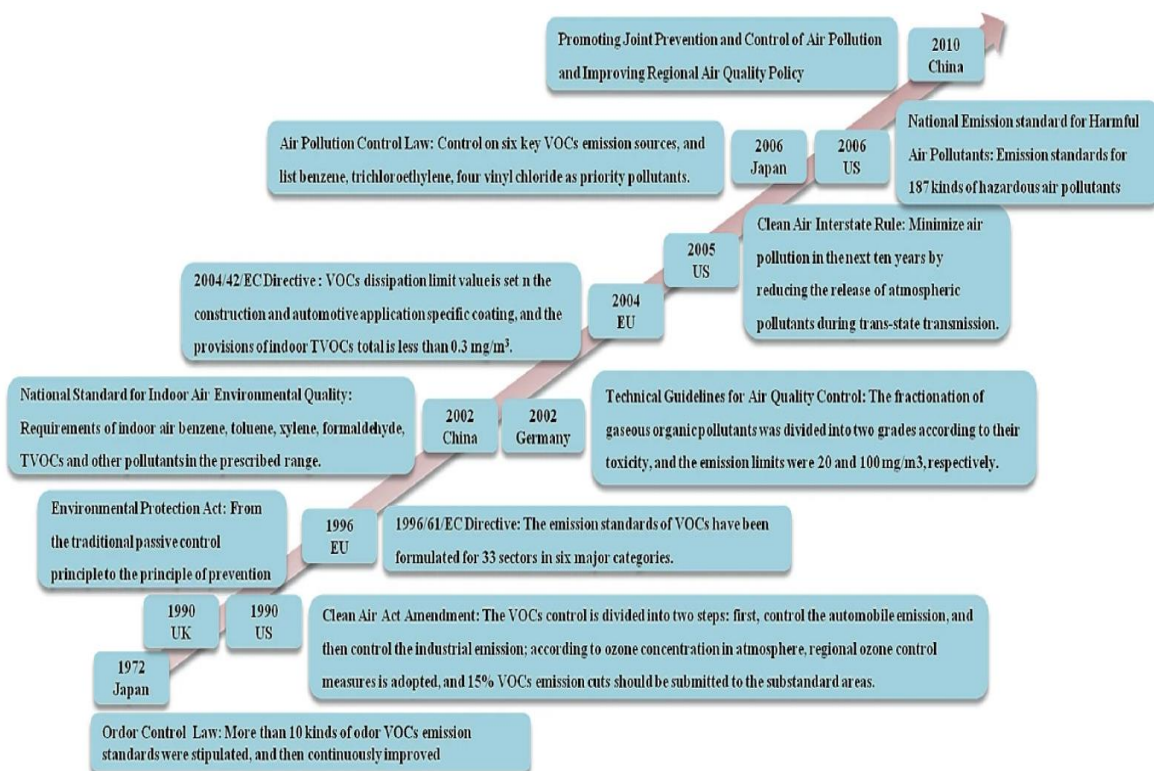 Promoting Joint Prevention and Control of Air Pollution
and Improving Regional Air Quality Policy
2010
China
Air Pollution Control Law: Control on six key VOCs emission sources, and
list benzene, trichloroethylene, four vinyl chloride as priority pollutants.
2006
Japan
2006
US
National Emission standard for Harmful
Air Pollutants: Emission standards for
187 kinds of hazardous air pollutants
2005
US
Clean Air Interstate Rule: Minimize air
pollution in the next ten years by
reducing the release of atmospheric
pollutants during trans-state transmission.
2004/42/EC Directive : VOCs dissipation limit value is set n the
construction and automotive application specific coating, and the
provisions of indoor TVOCs total is less than 0.3 mg/m³.
2004
EU
National Standard for Indoor Air Environmental Quality:
Requirements of indoor air benzene, toluene, xylene, formaldehyde,
TVOCs and other pollutants in the prescribed range.
2002
China
2002
Germany
Technical Guidelines for Air Quality Control: The fractionation of
gaseous organic pollutants was divided into two grades according to their
toxicity, and the emission limits were 20 and 100 mg/m3, respectively.
Environmental Protection Act: From
the traditional passive control
principle to the principle of prevention
1996
EU
1996/61/EC Directive: The emission standards of VOCs have been
formulated for 33 sectors in six major categories.
1990
UK
1990
US
Clean Air Act Amendment: The VOCs control is divided into two steps: first, control the automobile emission, and
then control the industrial emission; according to ozone concentration in atmosphere, regional ozone control
measures is adopted, and 15% VOCs emission cuts should be submitted to the substandard areas.
1972
Japan
Ordor Control Law: More than 10 kinds of odor VOCs emission
standards were stipulated, and then continuously improved